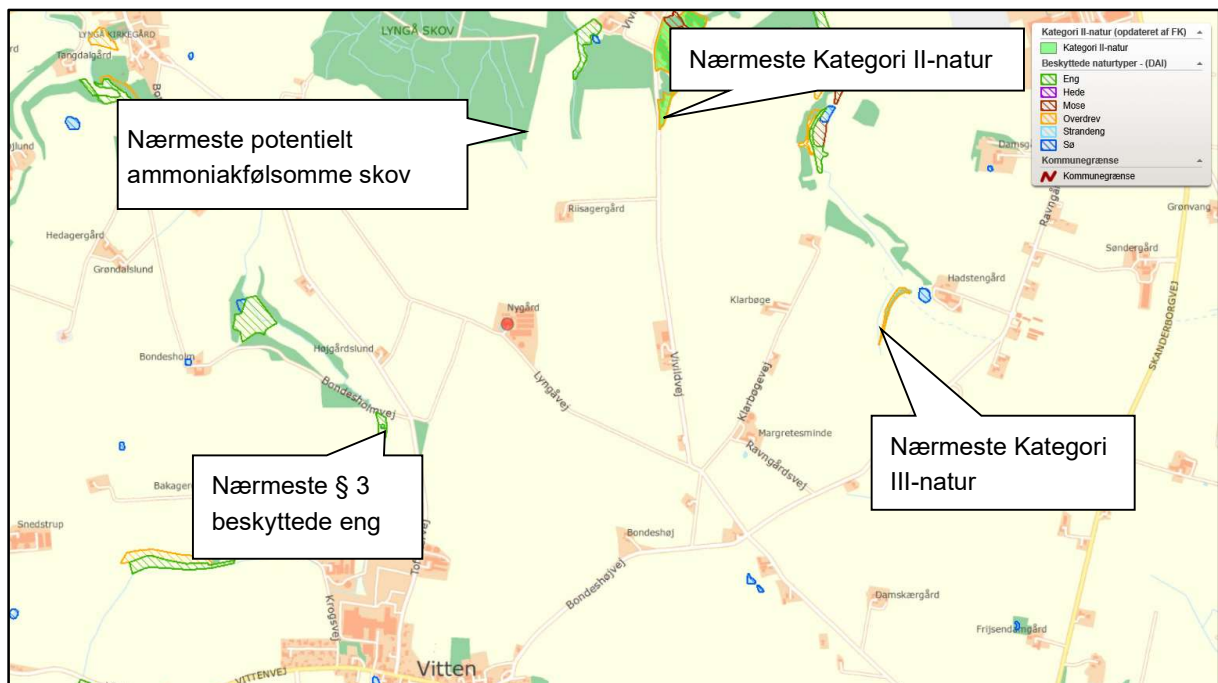 LYNGÅ KIRKEGÅRD
Tangdalgård
LYNGÅ SKOV
Nærmeste Kategori II-natur
Kategori II-natur (opdateret af FK)
Kategori II-natur
Beskyttede naturtyper - (DAI)
Eng
Hede
Mose
Overdrev
Strandeng
Sø
Kommunegrænse
Kommunegrænse
Nærmeste potentielt
ammoniakfølsomme skov
Riisagergård
Ravng
Grønvang
Hedagergård
Grøndalslund
Søndergård
Hadstengård
Klarbøge
Nygård
SKANDERBORGVEJ
Højgårdslund
Bondesholm
Bondesholmvej
Lyngåvej
Vivildvej
Klarbøgevej
Margretesminde
Ravngårdsvej
Nærmeste Kategori
III-natur
Nærmeste § 3
beskyttede eng
Bakager
Snedstrup
Bondeshøj
Bondeshøjvej
Damskærgård
Krogsvej
Frijsendalgård
Vitten
VITTENVEJ